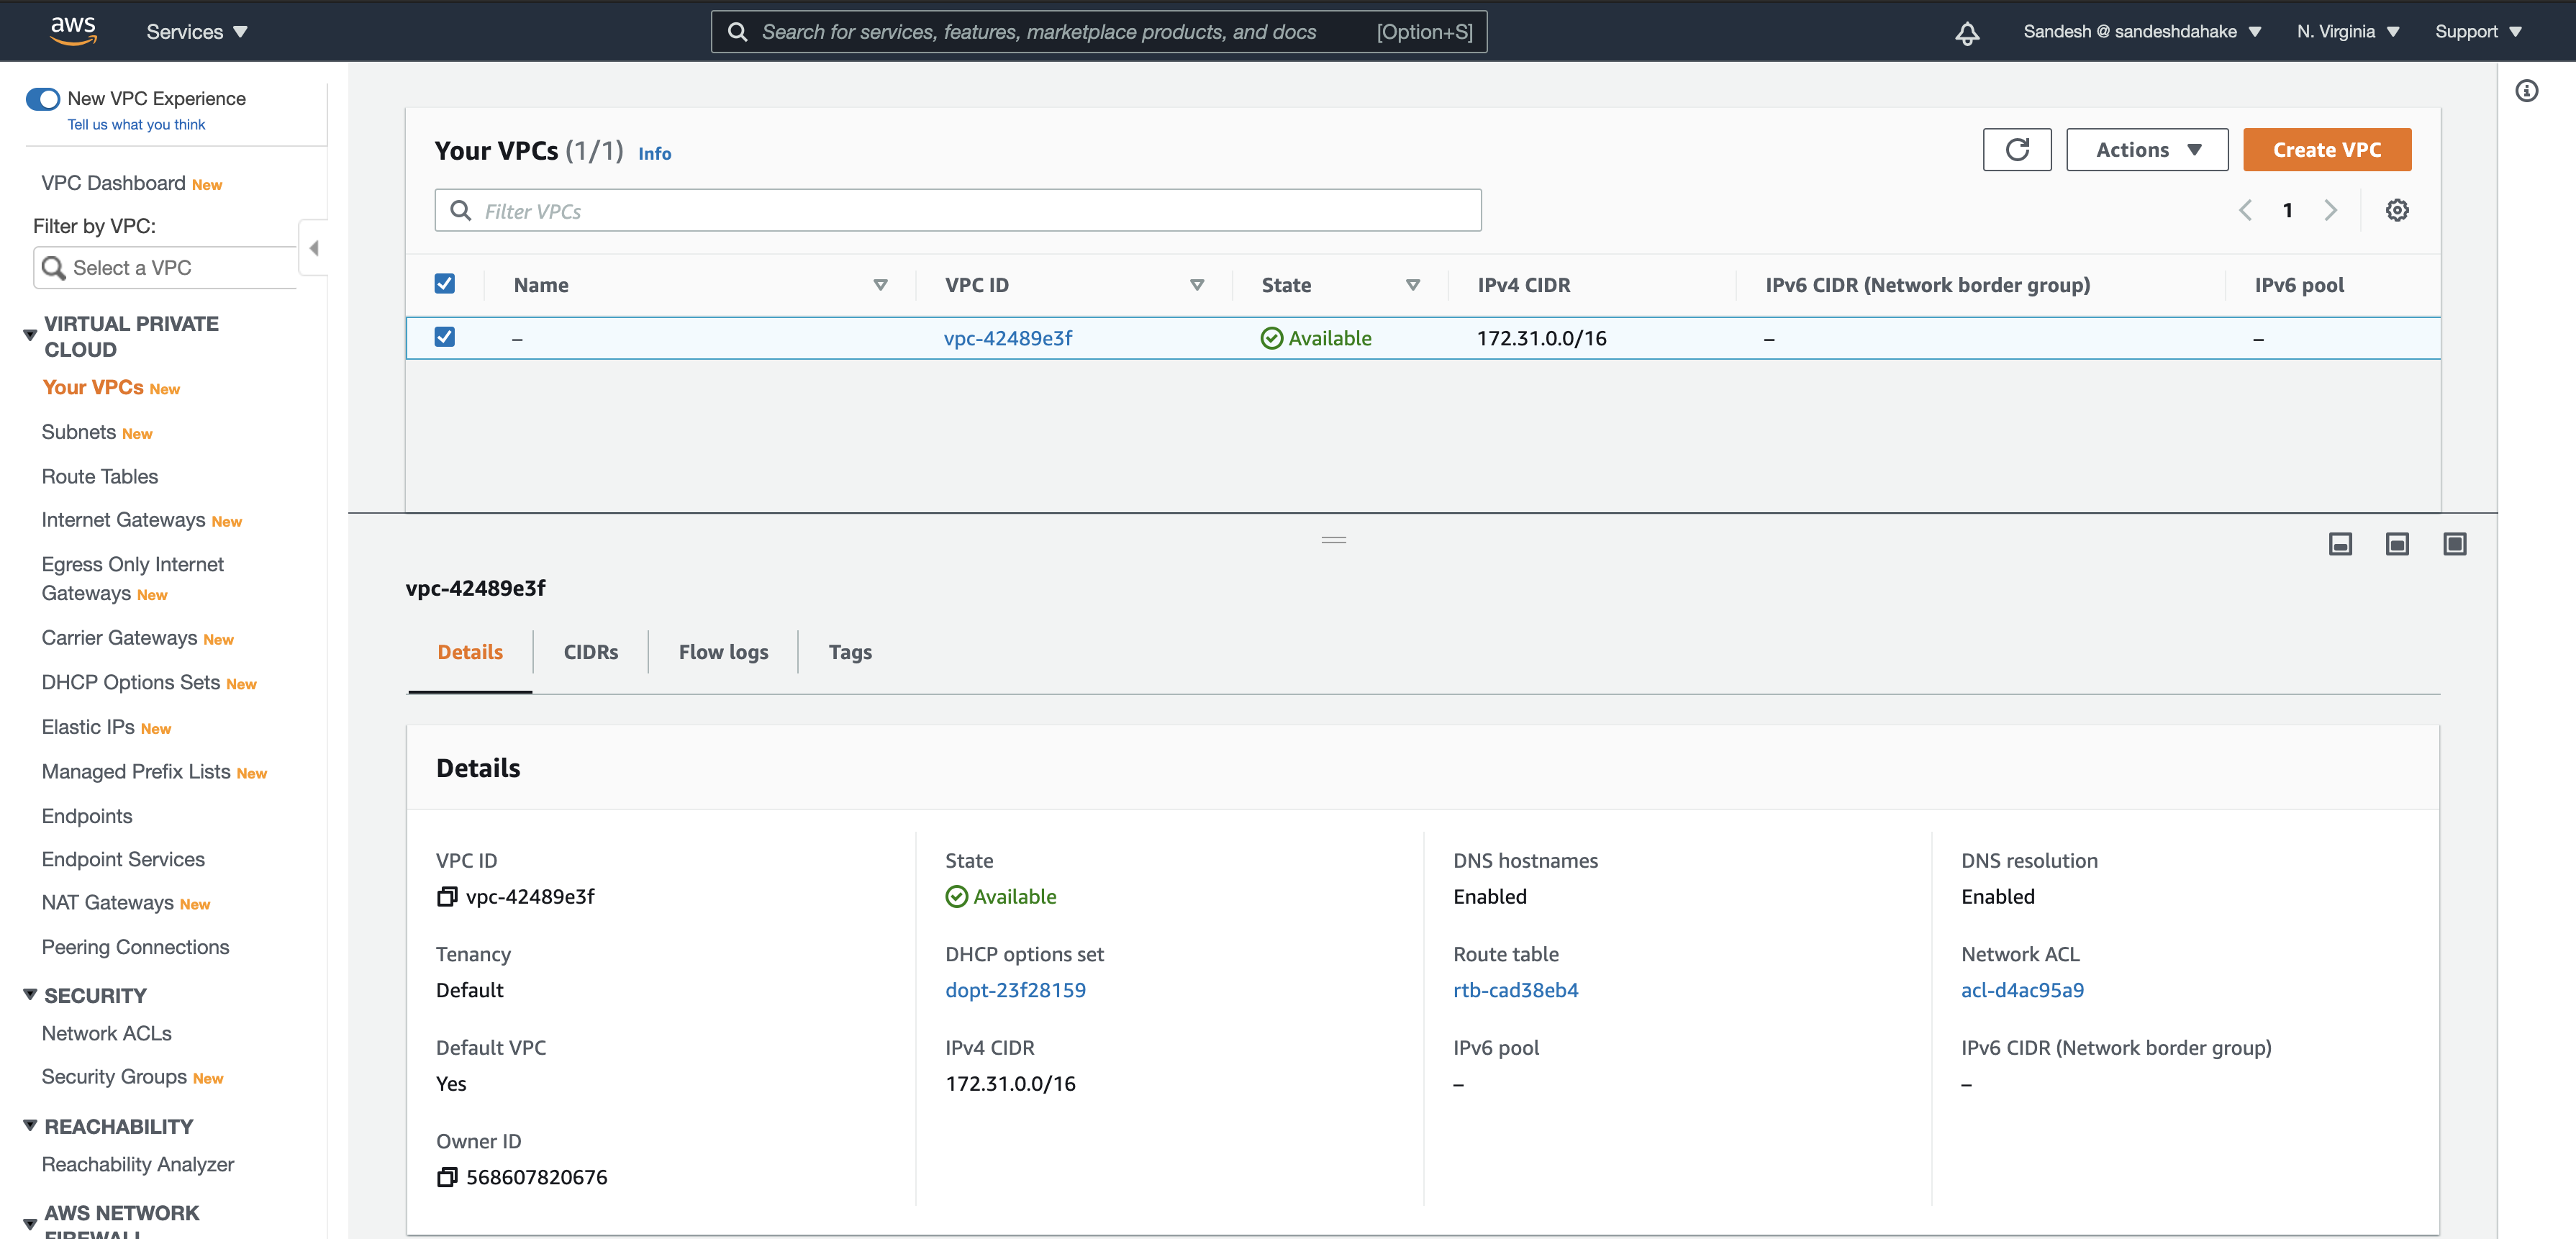 aws Services Search for services, features, marketplace products, and docs [Option+S] Sandesh @ sandeshdahake N. Virginia Support
New VPC Experience
Tell us what you think
VPC Dashboard New
Filter by VPC:
Select a VPC
VIRTUAL PRIVATE
CLOUD
Your VPCs New
Subnets New
Route Tables
Internet Gateways New
Egress Only Internet
Gateways New
Carrier Gateways New
DHCP Options Sets New
Elastic IPs New
Managed Prefix Lists New
Endpoints
Endpoint Services
NAT Gateways New
Peering Connections
SECURITY
Network ACLs
Security Groups New
REACHABILITY
Reachability Analyzer
AWS NETWORK
FIREWALL
Your VPCs (1/1) Info
Actions
Create VPC
Filter VPCs
1
Name VPC ID State IPv4 CIDR IPv6 CIDR (Network border group) IPv6 pool
– vpc-42489e3f Available 172.31.0.0/16 – –
vpc-42489e3f
Details CIDRs Flow logs Tags
Details
VPC ID State DNS hostnames DNS resolution
vpc-42489e3f Available Enabled Enabled
Tenancy DHCP options set Route table Network ACL
Default dopt-23f28159 rtb-cad38eb4 acl-d4ac95a9
Default VPC IPv4 CIDR IPv6 pool IPv6 CIDR (Network border group)
Yes 172.31.0.0/16 – –
Owner ID
568607820676